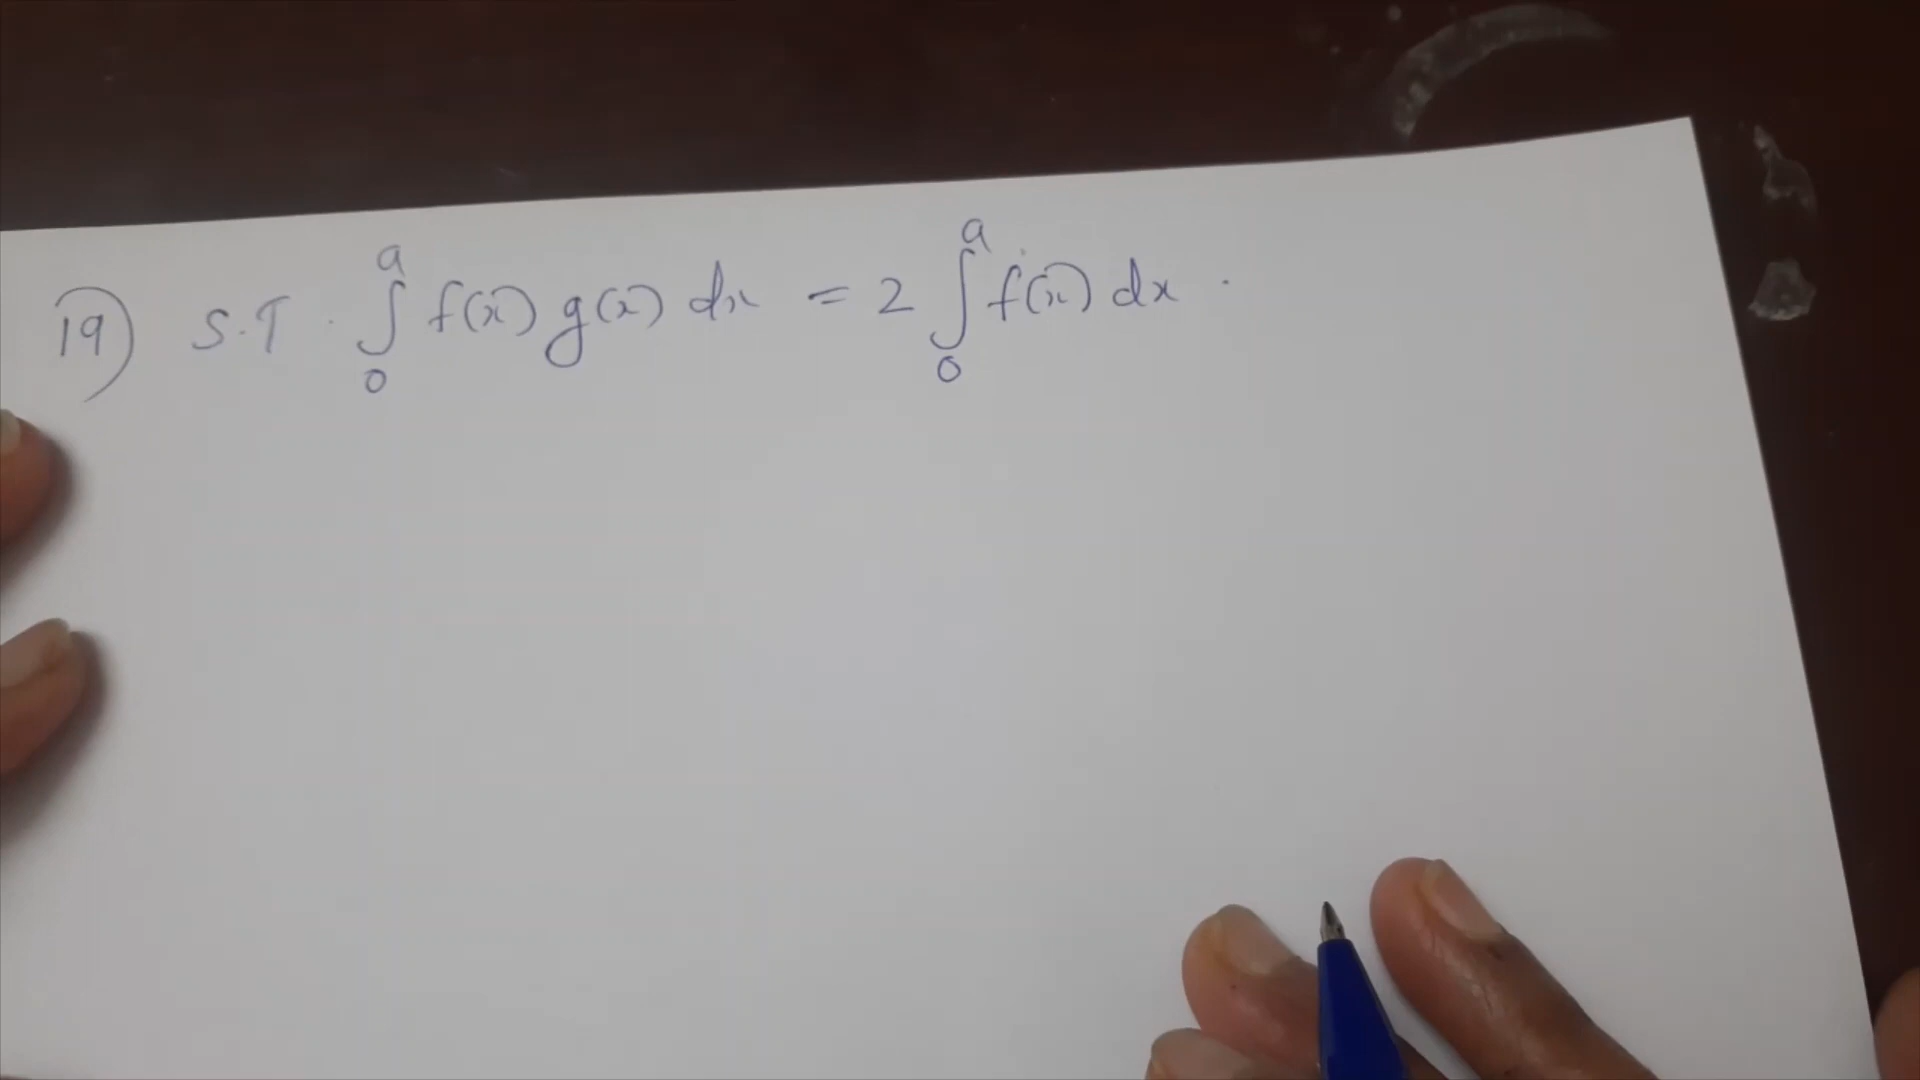 19) S.T. ∫₀ᵃ f(x) g(x) dx = 2 ∫₀ᵃ f(x) dx.